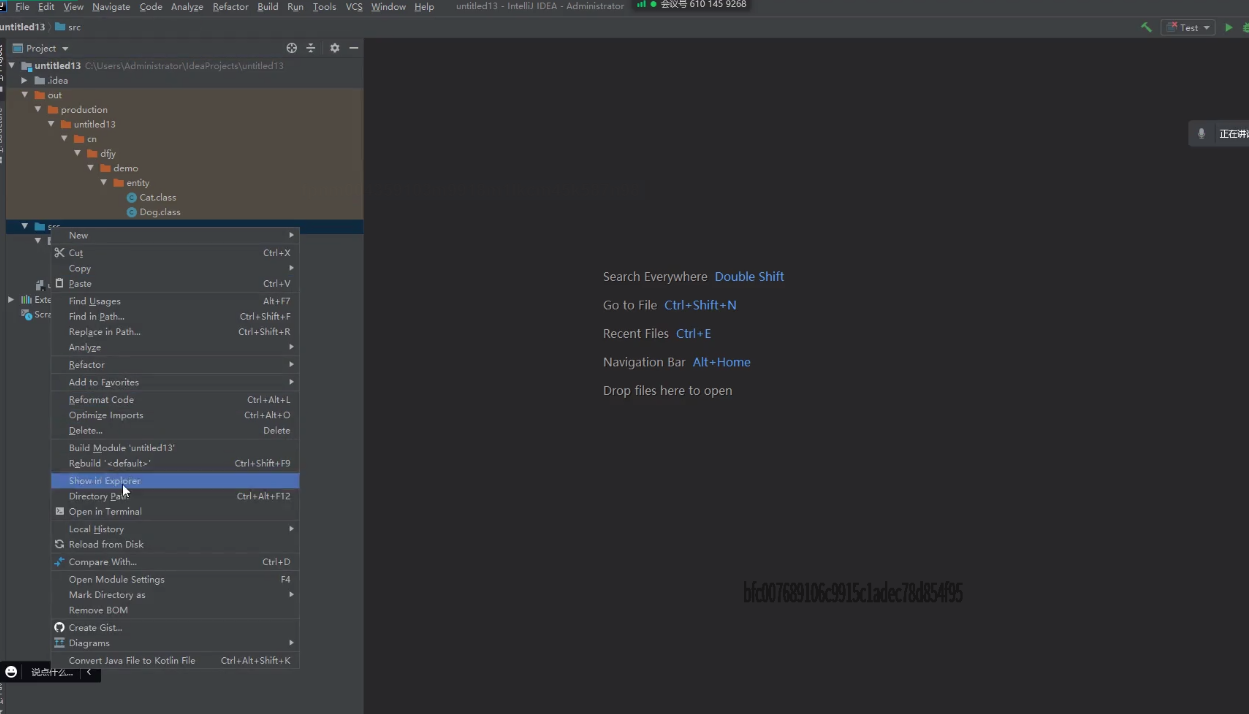 File Edit View Navigate Code Analyze Refactor Build Run Tools VCS Window Help untitled13 - IntelliJ IDEA - Administrator 会议号 610 145 9268
untitled13 src Test
Project
untitled13 C:\Users\Administrator\IdeaProjects\untitled13
.idea
out
production
untitled13
cn
dfjy
demo
entity
Cat.class
Dog.class
src
New
Cut Ctrl+X
Copy
Paste Ctrl+V
Find Usages Alt+F7
Find in Path... Ctrl+Shift+F
Replace in Path... Ctrl+Shift+R
Analyze
Refactor
Add to Favorites
Reformat Code Ctrl+Alt+L
Optimize Imports Ctrl+Alt+O
Delete... Delete
Build Module 'untitled13'
Rebuild '<default>' Ctrl+Shift+F9
Show in Explorer
Directory Path Ctrl+Alt+F12
Open in Terminal
Local History
Reload from Disk
Compare With... Ctrl+D
Open Module Settings F4
Mark Directory as
Remove BOM
Create Gist...
Diagrams
Convert Java File to Kotlin File Ctrl+Alt+Shift+K
Exte
Scra
说点什么...
Search Everywhere Double Shift
Go to File Ctrl+Shift+N
Recent Files Ctrl+E
Navigation Bar Alt+Home
Drop files here to open
正在讲
bfc007689106c9915c1adec78d854f95